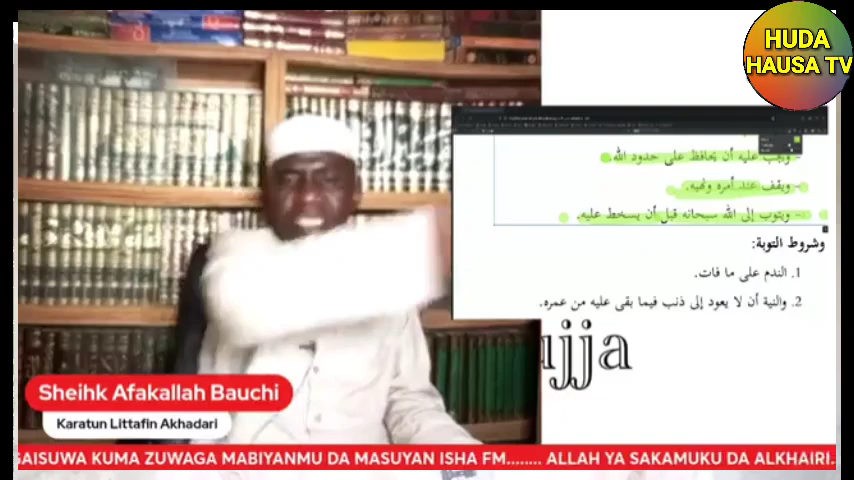 HUDA
HAUSA TV
- ويجب عليه أن يحافظ على حدود الله.
- ويقف عند أمره ونهيه.
- ويتوب إلى الله سبحانه قبل أن يسخط عليه.
وشروط التوبة:
1. الندم على ما فات.
2. والنية أن لا يعود إلى ذنب فيما بقى عليه من عمره.
ujja
Sheihk Afakallah Bauchi
Karatun Littafin Akhadari
GAISUWA KUMA ZUWAGA MABIYANMU DA MASUYAN ISHA FM........ ALLAH YA SAKAMUKU DA ALKHAIRI.